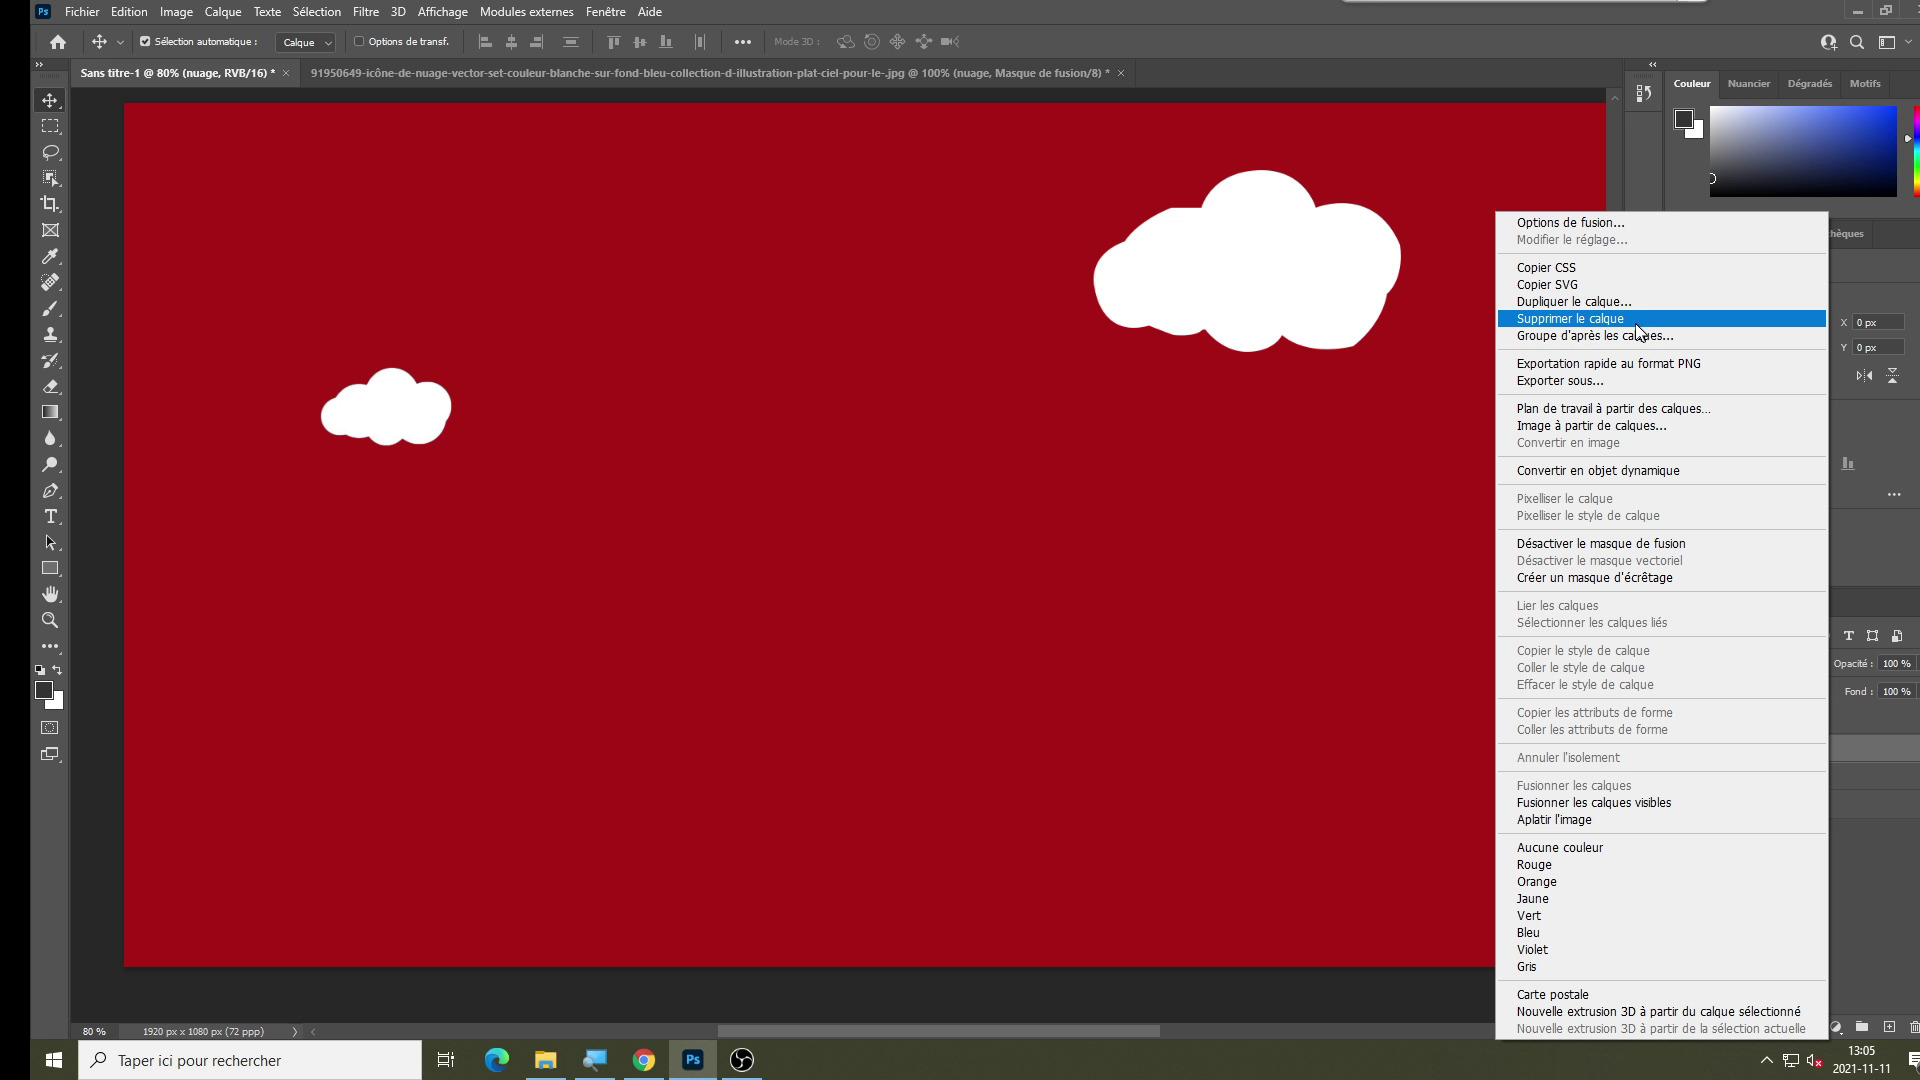 Ps Fichier Edition Image Calque Texte Sélection Filtre 3D Affichage Modules externes Fenêtre Aide
Sélection automatique : Calque Options de transf. Mode 3D :
Sans titre-1 @ 80% (nuage, RVB/16) * 91950649-icône-de-nuage-vector-set-couleur-blanche-sur-fond-bleu-collection-d-illustration-plat-ciel-pour-le-.jpg @ 100% (nuage, Masque de fusion/8) *
Couleur Nuancier Dégradés Motifs
Options de fusion...
Modifier le réglage...
hèques
Copier CSS
Copier SVG
Dupliquer le calque...
Supprimer le calque
Groupe d'après les calques...
X 0 px
Y 0 px
Exportation rapide au format PNG
Exporter sous...
Plan de travail à partir des calques...
Image à partir de calques...
Convertir en image
Convertir en objet dynamique
Pixelliser le calque
Pixelliser le style de calque
Désactiver le masque de fusion
Désactiver le masque vectoriel
Créer un masque d'écrêtage
Lier les calques
Sélectionner les calques liés
Copier le style de calque
Coller le style de calque
Effacer le style de calque
Opacité : 100 %
Fond : 100 %
Copier les attributs de forme
Coller les attributs de forme
Annuler l'isolement
Fusionner les calques
Fusionner les calques visibles
Aplatir l'image
Aucune couleur
Rouge
Orange
Jaune
Vert
Bleu
Violet
Gris
Carte postale
Nouvelle extrusion 3D à partir du calque sélectionné
Nouvelle extrusion 3D à partir de la sélection actuelle
80 % 1920 px x 1080 px (72 ppp)
Taper ici pour rechercher
Ps
13:05
2021-11-11